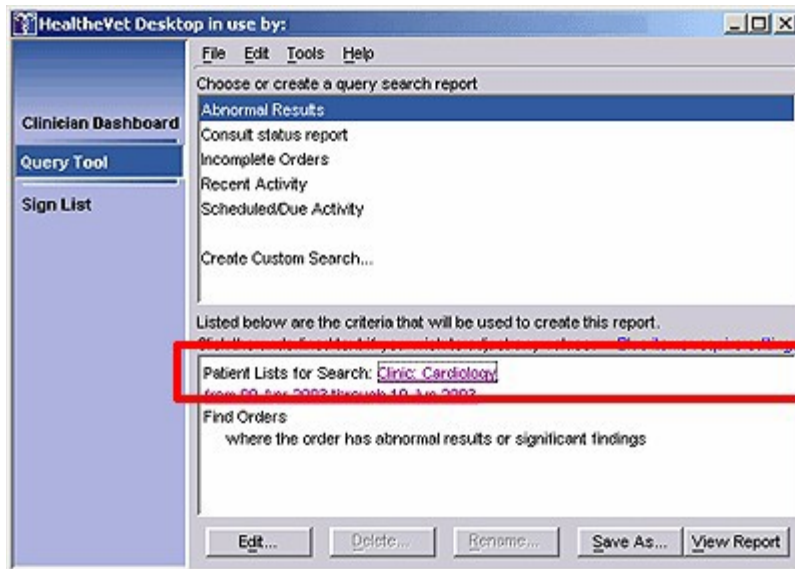 HealtheVet Desktop in use by:
File Edit Tools Help
Choose or create a query search report
Clinician Dashboard
Query Tool
Sign List
Abnormal Results
Consult status report
Incomplete Orders
Recent Activity
Scheduled/Due Activity
Create Custom Search...
Listed below are the criteria that will be used to create this report.
Patient Lists for Search: Clinic: Cardiology
2003 through
Find Orders
where the order has abnormal results or significant findings
Edit... Delete... Rename... Save As... View Report